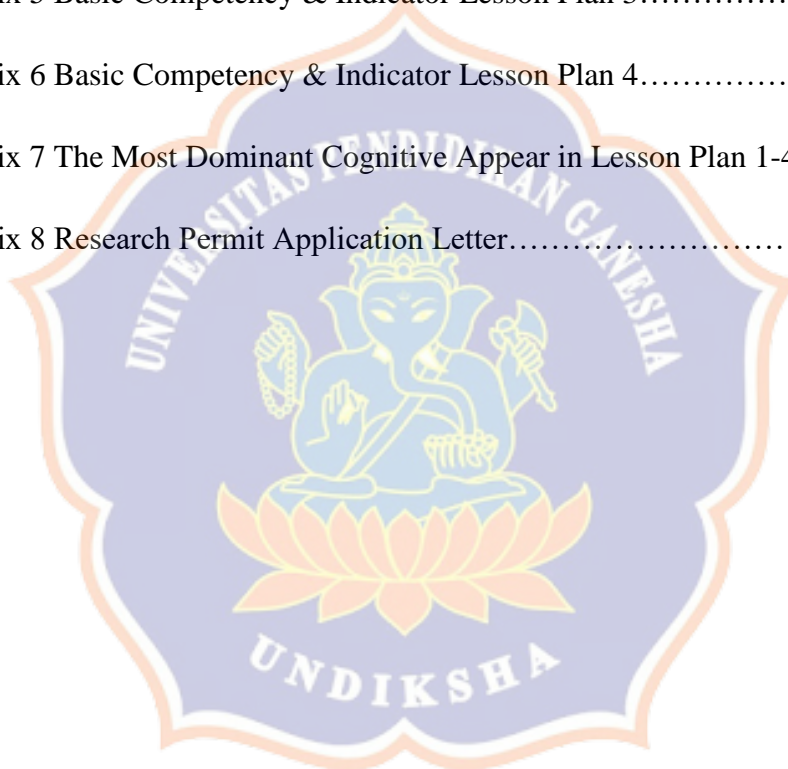 ix 5 Basic Competency & Indicator Lesson Plan 3……………
ix 6 Basic Competency & Indicator Lesson Plan 4……………
ix 7 The Most Dominant Cognitive Appear in Lesson Plan 1-4
ix 8 Research Permit Application Letter………………………
UNIVERSITAS PENDIDIKAN GANESHA
UNDIKSHA